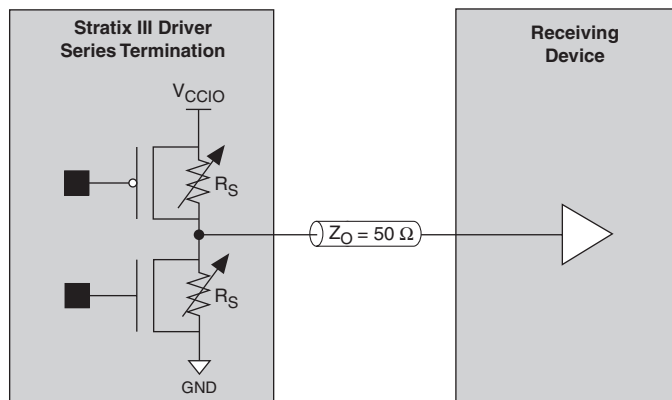 Stratix III Driver
Series Termination
Receiving
Device
VCCIO
RS
ZO = 50 Ω
RS
GND